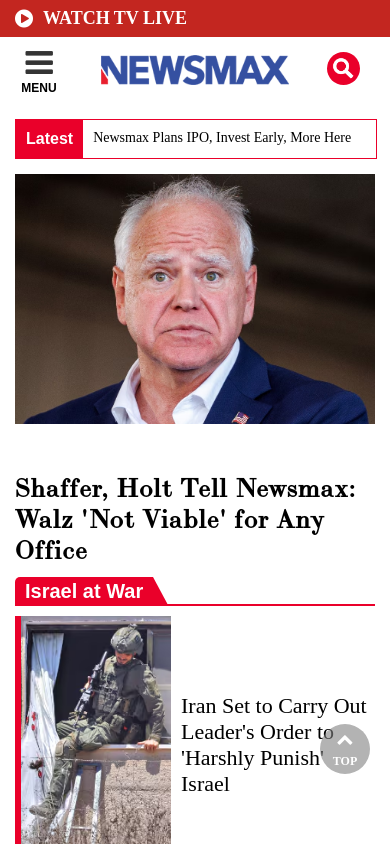 WATCH TV LIVE
MENU
NEWSMAX
Latest
Newsmax Plans IPO, Invest Early, More Here
Shaffer, Holt Tell Newsmax:
Walz 'Not Viable' for Any
Office
Israel at War
Iran Set to Carry Out
Leader's Order to
'Harshly Punish'
Israel
TOP